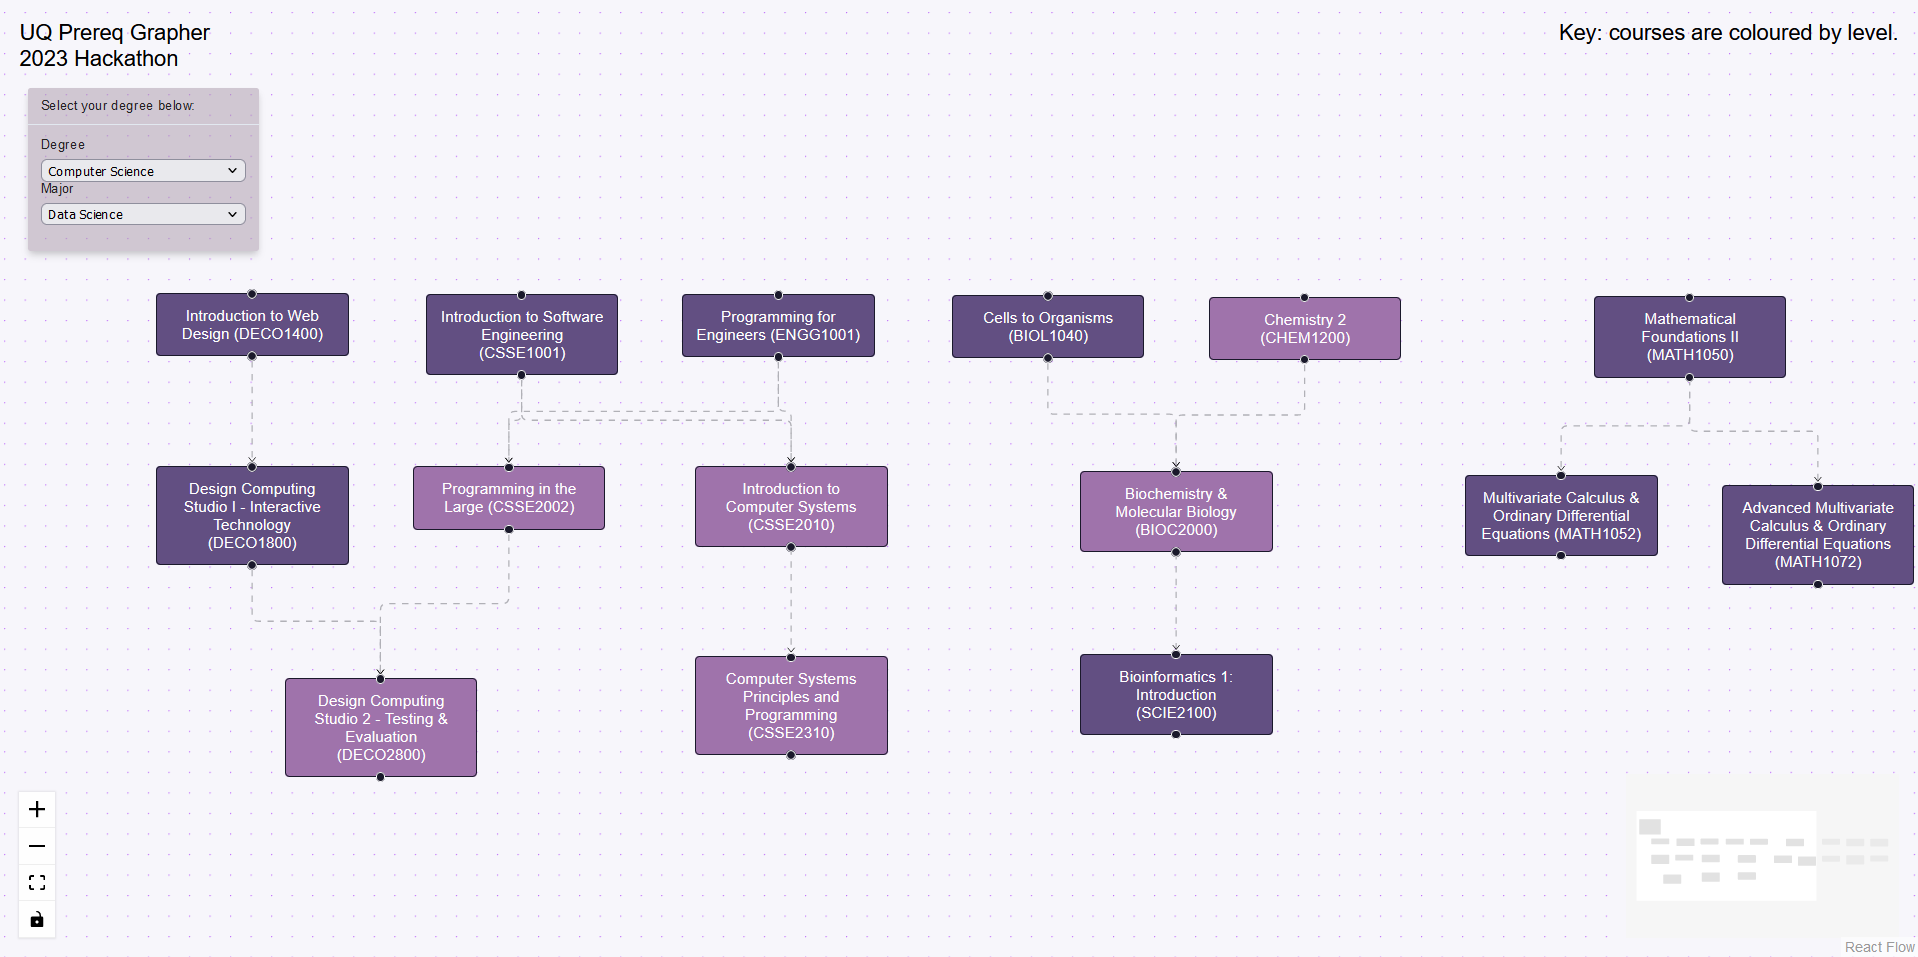 UQ Prereq Grapher
2023 Hackathon
Key: courses are coloured by level.
Select your degree below:
Degree
Computer Science
Major
Data Science
Introduction to Web
Design (DECO1400)
Introduction to Software
Engineering
(CSSE1001)
Programming for
Engineers (ENGG1001)
Cells to Organisms
(BIOL1040)
Chemistry 2
(CHEM1200)
Mathematical
Foundations II
(MATH1050)
Design Computing
Studio I - Interactive
Technology
(DECO1800)
Programming in the
Large (CSSE2002)
Introduction to
Computer Systems
(CSSE2010)
Biochemistry &
Molecular Biology
(BIOC2000)
Multivariate Calculus &
Ordinary Differential
Equations (MATH1052)
Advanced Multivariate
Calculus & Ordinary
Differential Equations
(MATH1072)
Design Computing
Studio 2 - Testing &
Evaluation
(DECO2800)
Computer Systems
Principles and
Programming
(CSSE2310)
Bioinformatics 1:
Introduction
(SCIE2100)
React Flow